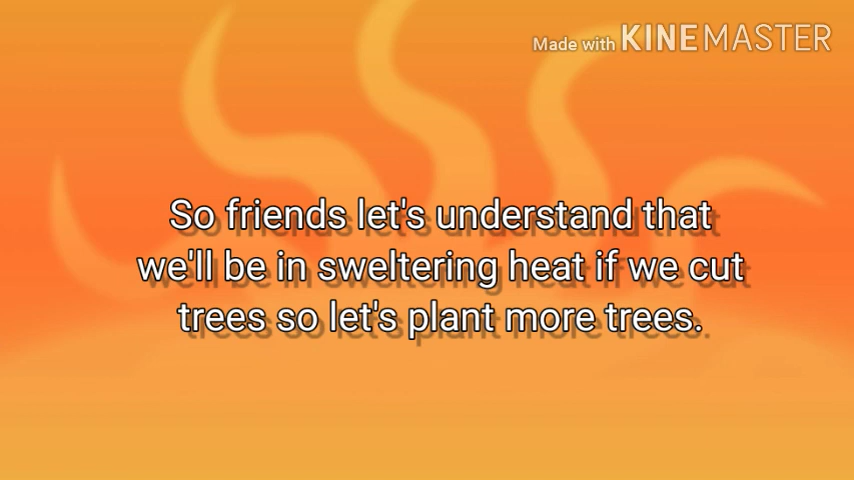 Made with KINEMASTER
So friends let's understand that
we'll be in sweltering heat if we cut
trees so let's plant more trees.